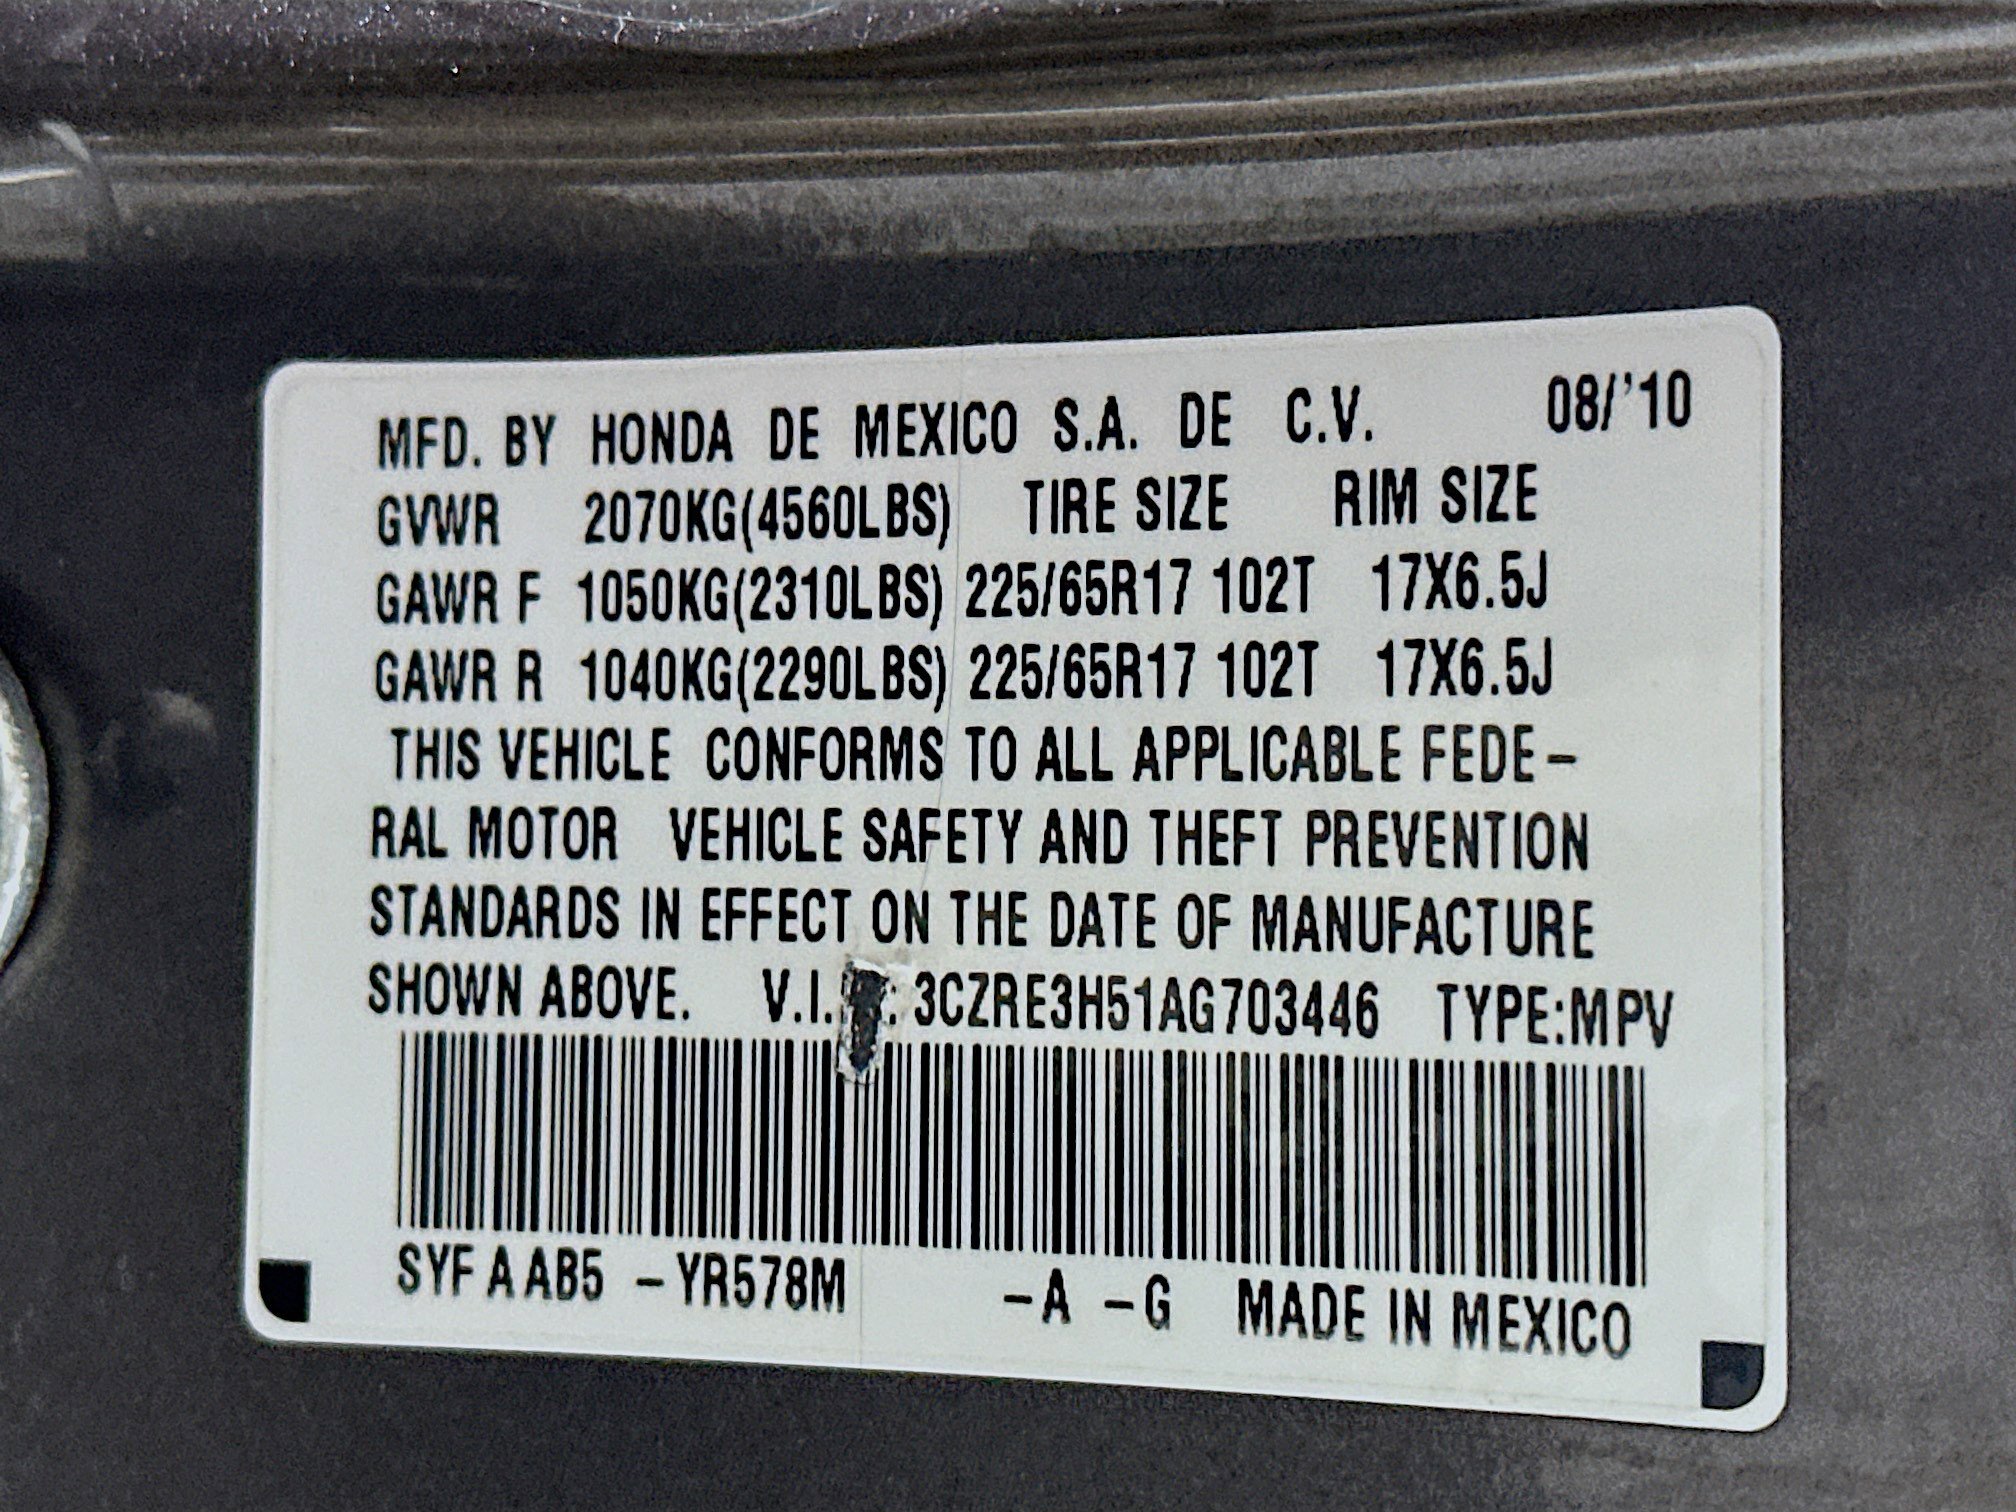 MFD. BY HONDA DE MEXICO S.A. DE C.V. 08/'10
GVWR 2070KG(4560LBS) TIRE SIZE RIM SIZE
GAWR F 1050KG(2310LBS) 225/65R17 102T 17X6.5J
GAWR R 1040KG(2290LBS) 225/65R17 102T 17X6.5J
THIS VEHICLE CONFORMS TO ALL APPLICABLE FEDE-
RAL MOTOR VEHICLE SAFETY AND THEFT PREVENTION
STANDARDS IN EFFECT ON THE DATE OF MANUFACTURE
SHOWN ABOVE. V.I. : 3CZRE3H51AG703446 TYPE:MPV
SYF A AB5 -YR578M -A -G MADE IN MEXICO